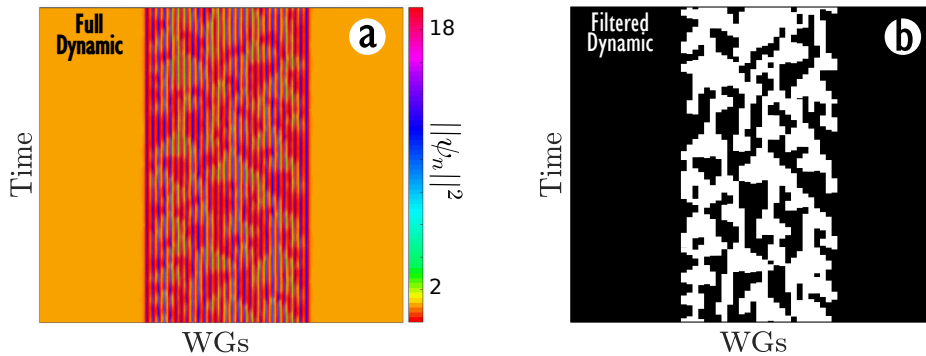 Full
Dynamic
a
Time
WGs
18
||ψn||²
2
Filtered
Dynamic
b
Time
WGs